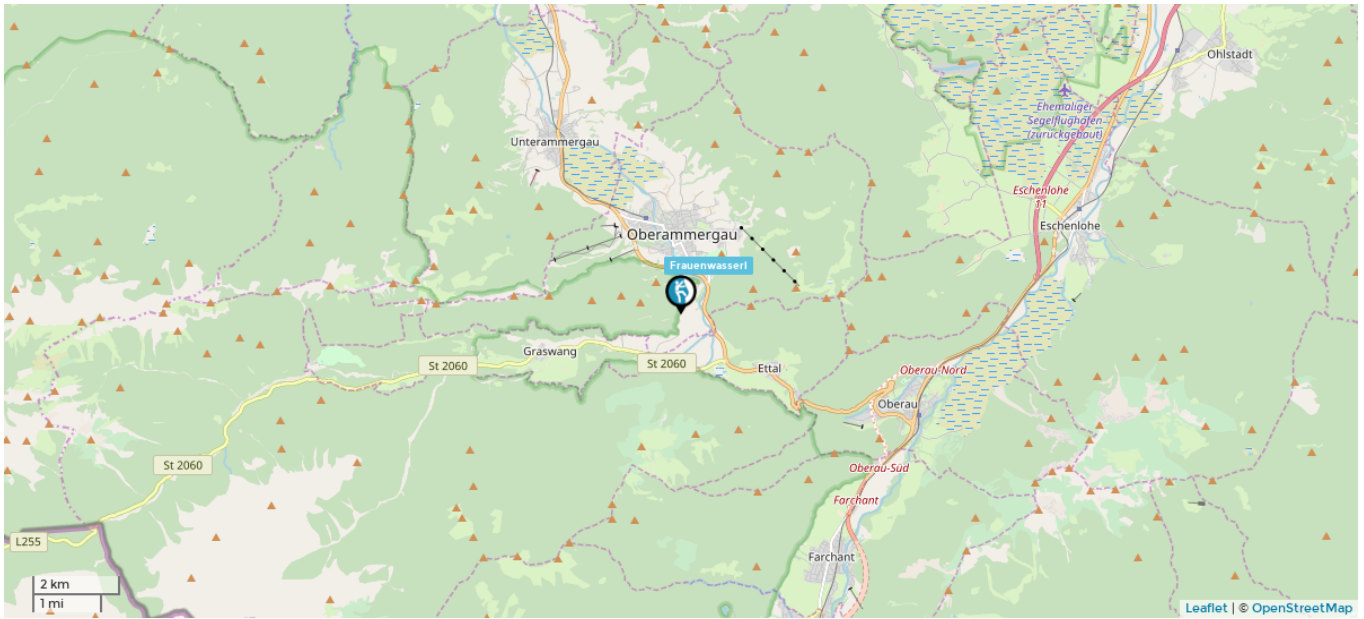 Ohlstadt
Ehemaliger
Segelflughafen
(zurückgebaut)
Unterammergau
Eschenlohe
11
Eschenlohe
Oberammergau
Frauenwasserl
Graswang
St 2060
St 2060
Ettal
Oberau-Nord
Oberau
St 2060
Oberau-Süd
Farchant
L255
Farchant
2 km
1 mi
Leaflet | © OpenStreetMap